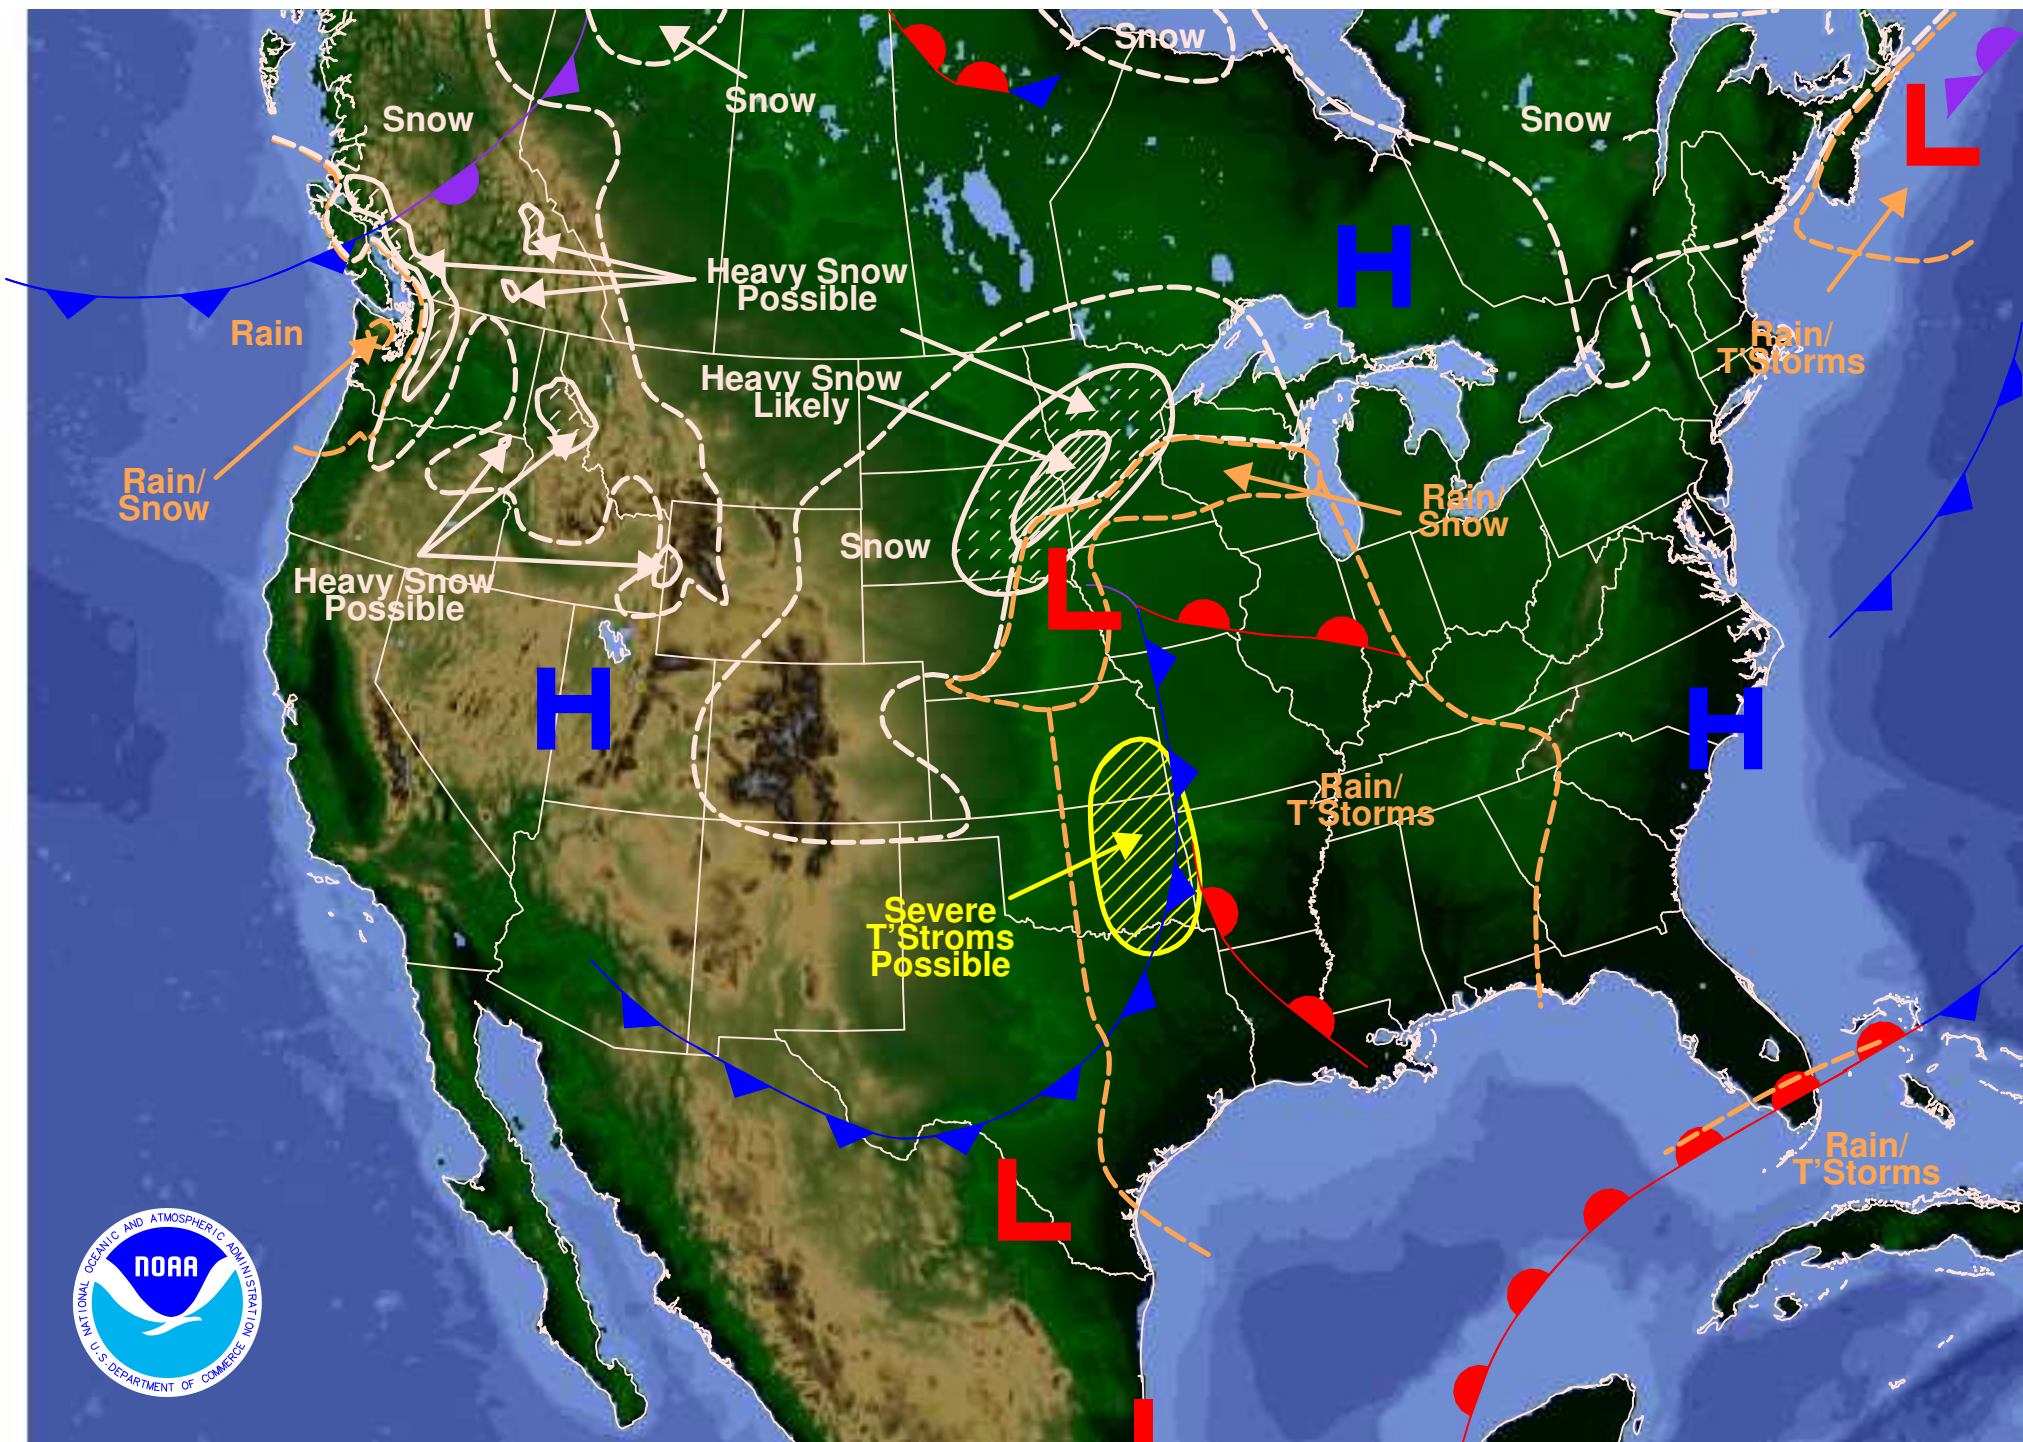 Snow
Snow
Snow
Snow
Heavy Snow
Possible
Rain
Rain/
T'Storms
Heavy Snow
Likely
Rain/
Snow
Rain/
Snow
Snow
Heavy Snow
Possible
H
H
H
L
L
L
Rain/
T'Storms
Severe
T'Stroms
Possible
Rain/
T'Storms
NATIONAL OCEANIC AND ATMOSPHERIC ADMINISTRATION
NOAA
U.S. DEPARTMENT OF COMMERCE